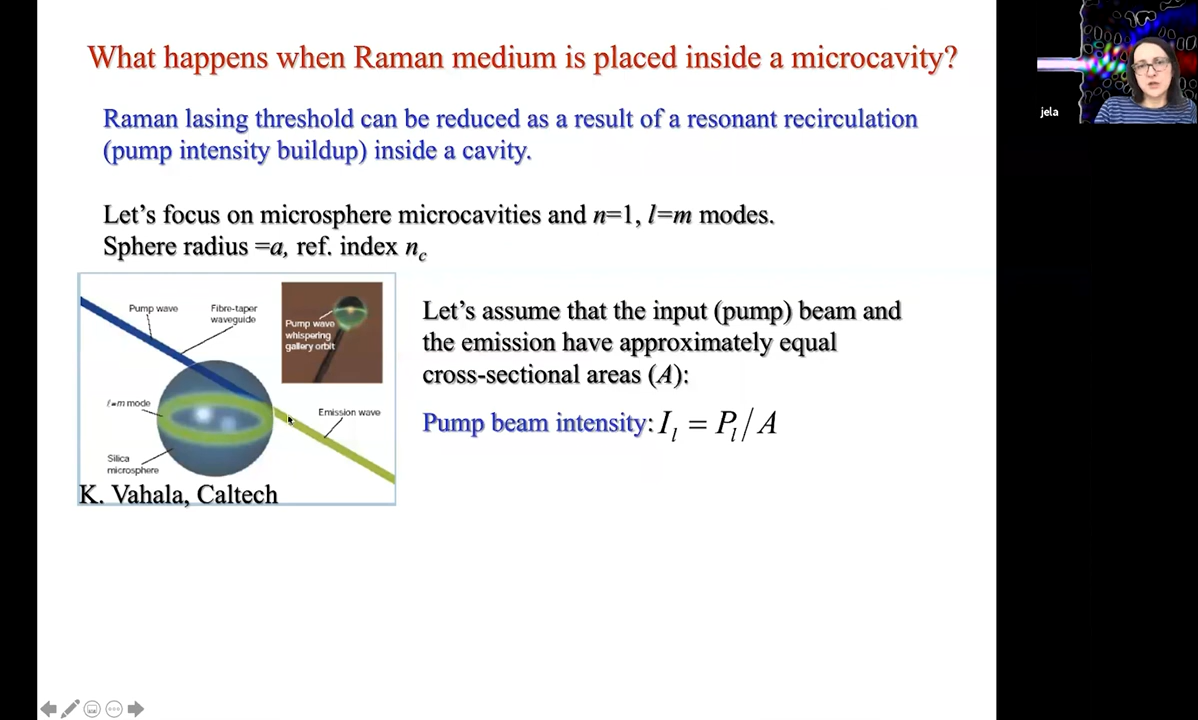 What happens when Raman medium is placed inside a microcavity?
jela
Raman lasing threshold can be reduced as a result of a resonant recirculation
(pump intensity buildup) inside a cavity.
Let’s focus on microsphere microcavities and n=1, l=m modes.
Sphere radius =a, ref. index n_c
Pump wave
Fibre-taper
waveguide
Pump wave
whispering
gallery orbit
ℓ=m mode
Emission wave
Silica
microsphere
K. Vahala, Caltech
Let’s assume that the input (pump) beam and
the emission have approximately equal
cross-sectional areas (A):
Pump beam intensity: I_l = P_l/A